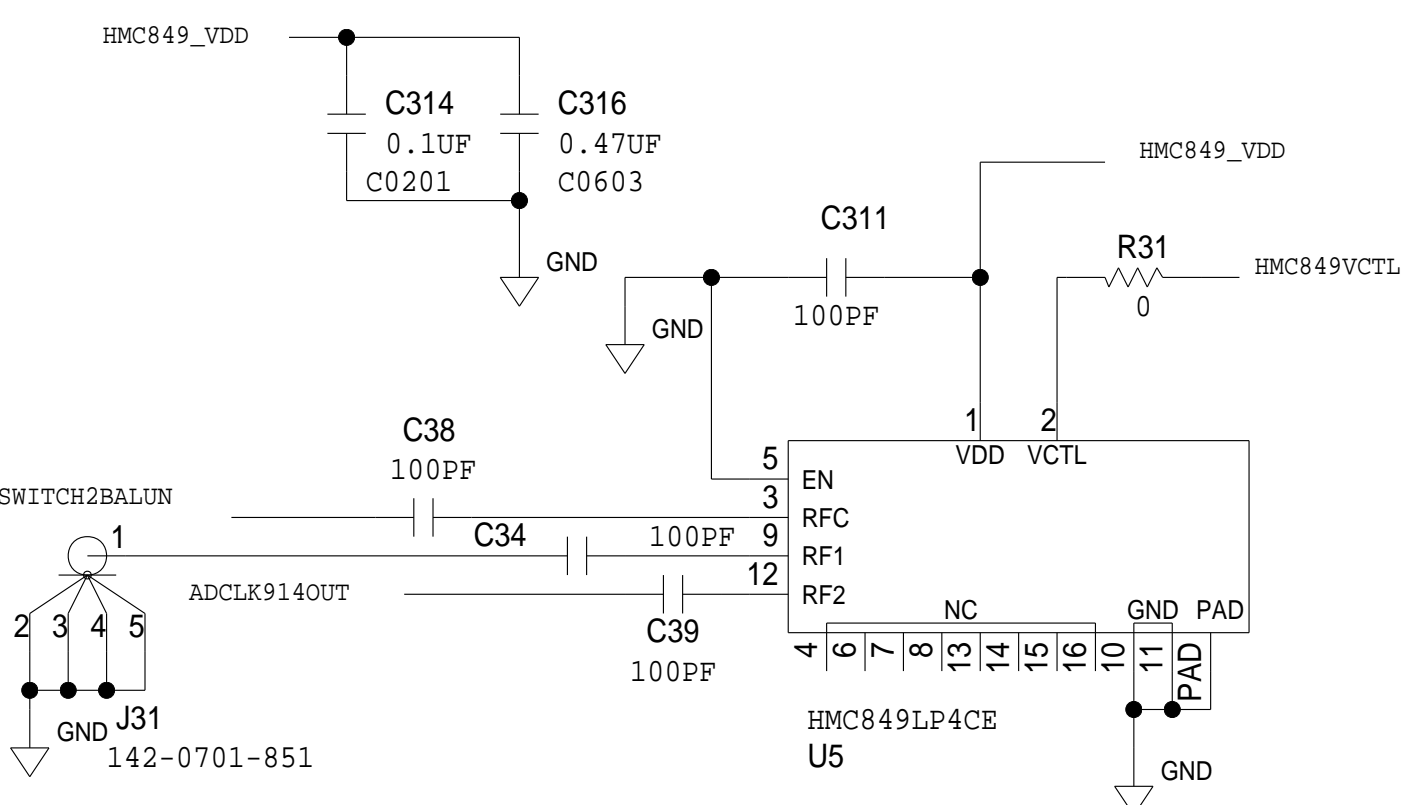 HMC849_VDD
C314
0.1UF
C0201
C316
0.47UF
C0603
GND
HMC849_VDD
C311
100PF
GND
R31
0
HMC849VCTL
1
2
VDD
VCTL
C38
100PF
5
EN
SWITCH2BALUN
3
RFC
1
C34
100PF
9
RF1
ADCLK914OUT
12
RF2
C39
100PF
NC
GND
PAD
2
3
4
5
4
6
7
8
13
14
15
16
10
11
PAD
GND
J31
142-0701-851
HMC849LP4CE
U5
GND